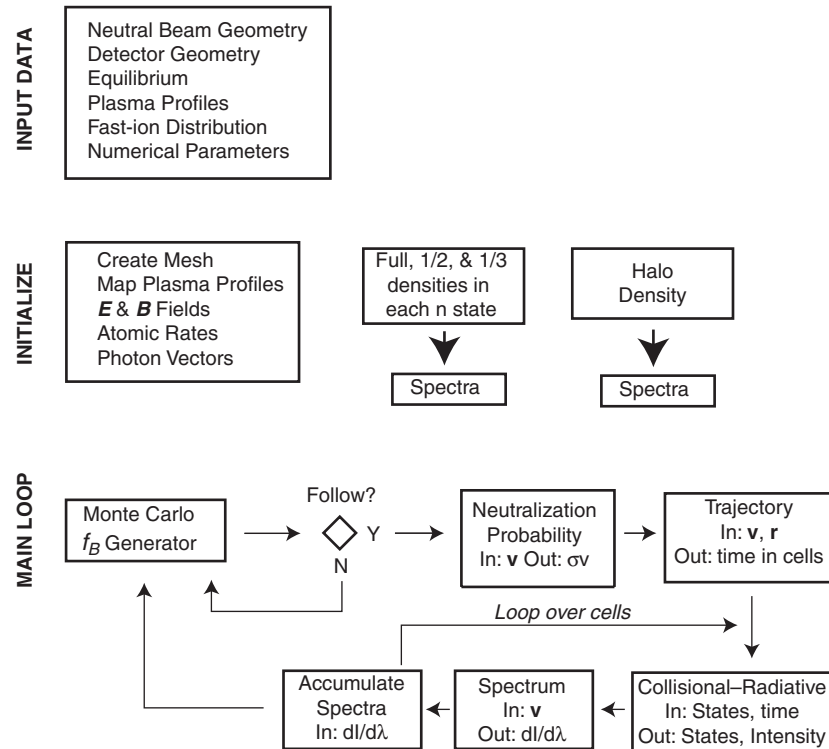 INPUT DATA
Neutral Beam Geometry
Detector Geometry
Equilibrium
Plasma Profiles
Fast-ion Distribution
Numerical Parameters
INITIALIZE
Create Mesh
Map Plasma Profiles
E & B Fields
Atomic Rates
Photon Vectors
Full, 1/2, & 1/3
densities in
each n state
Spectra
Halo
Density
Spectra
MAIN LOOP
Monte Carlo
f_B Generator
Follow?
Y
N
Neutralization
Probability
In: v Out: σv
Trajectory
In: v, r
Out: time in cells
Loop over cells
Accumulate
Spectra
In: dI/dλ
Spectrum
In: v
Out: dI/dλ
Collisional–Radiative
In: States, time
Out: States, Intensity